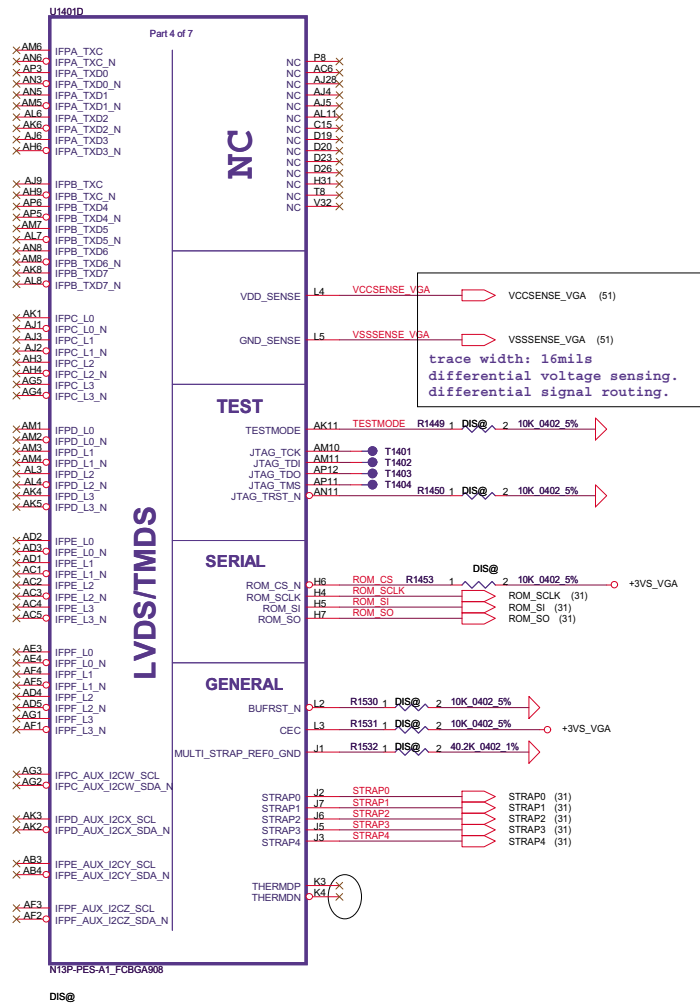 U1401D
Part 4 of 7
AM6 IFPA_TXC
AN6 IFPA_TXC_N
AP3 IFPA_TXD0
AN3 IFPA_TXD0_N
AN5 IFPA_TXD1
AM5 IFPA_TXD1_N
AL6 IFPA_TXD2
AK6 IFPA_TXD2_N
AJ6 IFPA_TXD3
AH6 IFPA_TXD3_N
AJ9 IFPB_TXC
AH9 IFPB_TXC_N
AP6 IFPB_TXD4
AP5 IFPB_TXD4_N
AM7 IFPB_TXD5
AL7 IFPB_TXD5_N
AN8 IFPB_TXD6
AM8 IFPB_TXD6_N
AK8 IFPB_TXD7
AL8 IFPB_TXD7_N
AK1 IFPC_L0
AJ1 IFPC_L0_N
AJ3 IFPC_L1
AJ2 IFPC_L1_N
AH3 IFPC_L2
AH4 IFPC_L2_N
AG5 IFPC_L3
AG4 IFPC_L3_N
AM1 IFPD_L0
AM2 IFPD_L0_N
AM3 IFPD_L1
AM4 IFPD_L1_N
AL3 IFPD_L2
AL4 IFPD_L2_N
AK4 IFPD_L3
AK5 IFPD_L3_N
AD2 IFPE_L0
AD3 IFPE_L0_N
AD1 IFPE_L1
AC1 IFPE_L1_N
AC2 IFPE_L2
AC3 IFPE_L2_N
AC4 IFPE_L3
AC5 IFPE_L3_N
AE3 IFPF_L0
AE4 IFPF_L0_N
AF4 IFPF_L1
AF5 IFPF_L1_N
AD4 IFPF_L2
AD5 IFPF_L2_N
AG1 IFPF_L3
AF1 IFPF_L3_N
AG3 IFPC_AUX_I2CW_SCL
AG2 IFPC_AUX_I2CW_SDA_N
AK3 IFPD_AUX_I2CX_SCL
AK2 IFPD_AUX_I2CX_SDA_N
AB3 IFPE_AUX_I2CY_SCL
AB4 IFPE_AUX_I2CY_SDA_N
AF3 IFPF_AUX_I2CZ_SCL
AF2 IFPF_AUX_I2CZ_SDA_N
LVDS/TMDS
NC
NC P8
NC AC6
NC AJ28
NC AJ4
NC AJ5
NC AL11
NC C15
NC D19
NC D20
NC D23
NC D26
NC H31
NC T8
NC V32
VDD_SENSE L4 VCCSENSE_VGA VCCSENSE_VGA (51)
GND_SENSE L5 VSSSENSE_VGA VSSSENSE_VGA (51)
trace width: 16mils
differential voltage sensing.
differential signal routing.
TEST
TESTMODE AK11 TESTMODE R1449 1 DIS@ 2 10K_0402_5%
JTAG_TCK AM10 T1401
JTAG_TDI AM11 T1402
JTAG_TDO AP12 T1403
JTAG_TMS AP11 T1404
JTAG_TRST_N AN11 R1450 1 DIS@ 2 10K_0402_5%
SERIAL
DIS@
ROM_CS_N H6 ROM_CS R1453 1 2 10K_0402_5% +3VS_VGA
ROM_SCLK H4 ROM_SCLK ROM_SCLK (31)
ROM_SI H5 ROM_SI ROM_SI (31)
ROM_SO H7 ROM_SO ROM_SO (31)
GENERAL
BUFRST_N L2 R1530 1 DIS@ 2 10K_0402_5%
CEC L3 R1531 1 DIS@ 2 10K_0402_5% +3VS_VGA
MULTI_STRAP_REF0_GND J1 R1532 1 DIS@ 2 40.2K_0402_1%
STRAP0 J2 STRAP0 STRAP0 (31)
STRAP1 J7 STRAP1 STRAP1 (31)
STRAP2 J6 STRAP2 STRAP2 (31)
STRAP3 J5 STRAP3 STRAP3 (31)
STRAP4 J3 STRAP4 STRAP4 (31)
THERMDP K3
THERMDN K4
N13P-PES-A1_FCBGA908
DIS@